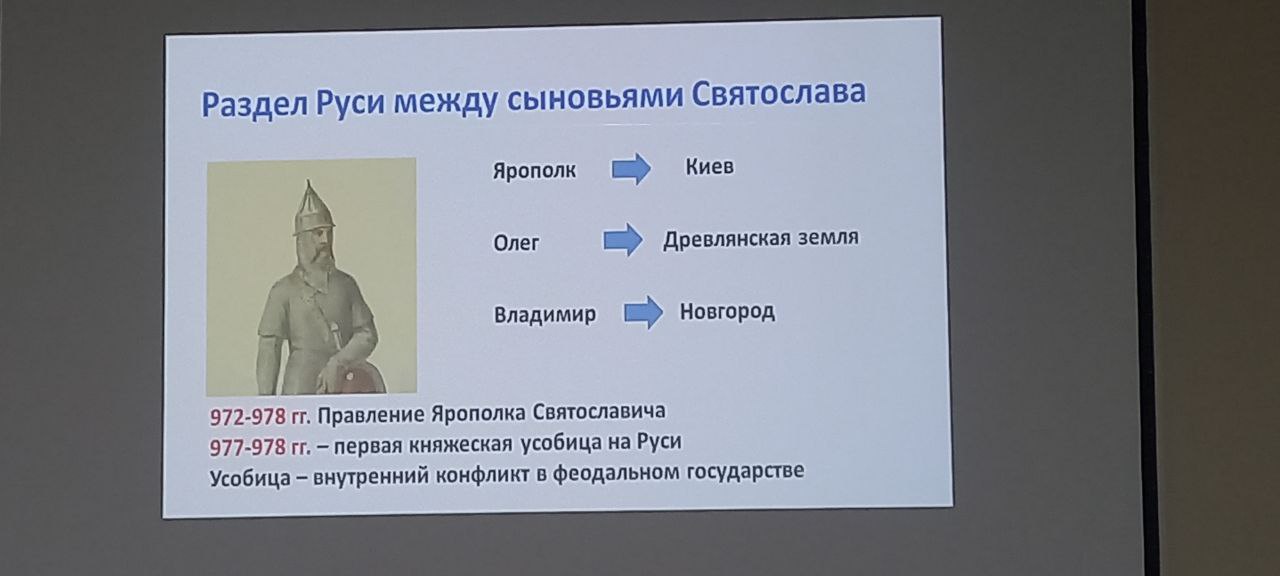 Раздел Руси между сыновьями Святослава
Ярополк Киев
Олег Древлянская земля
Владимир Новгород
972-978 гг. Правление Ярополка Святославича
977-978 гг. – первая княжеская усобица на Руси
Усобица – внутренний конфликт в феодальном государстве